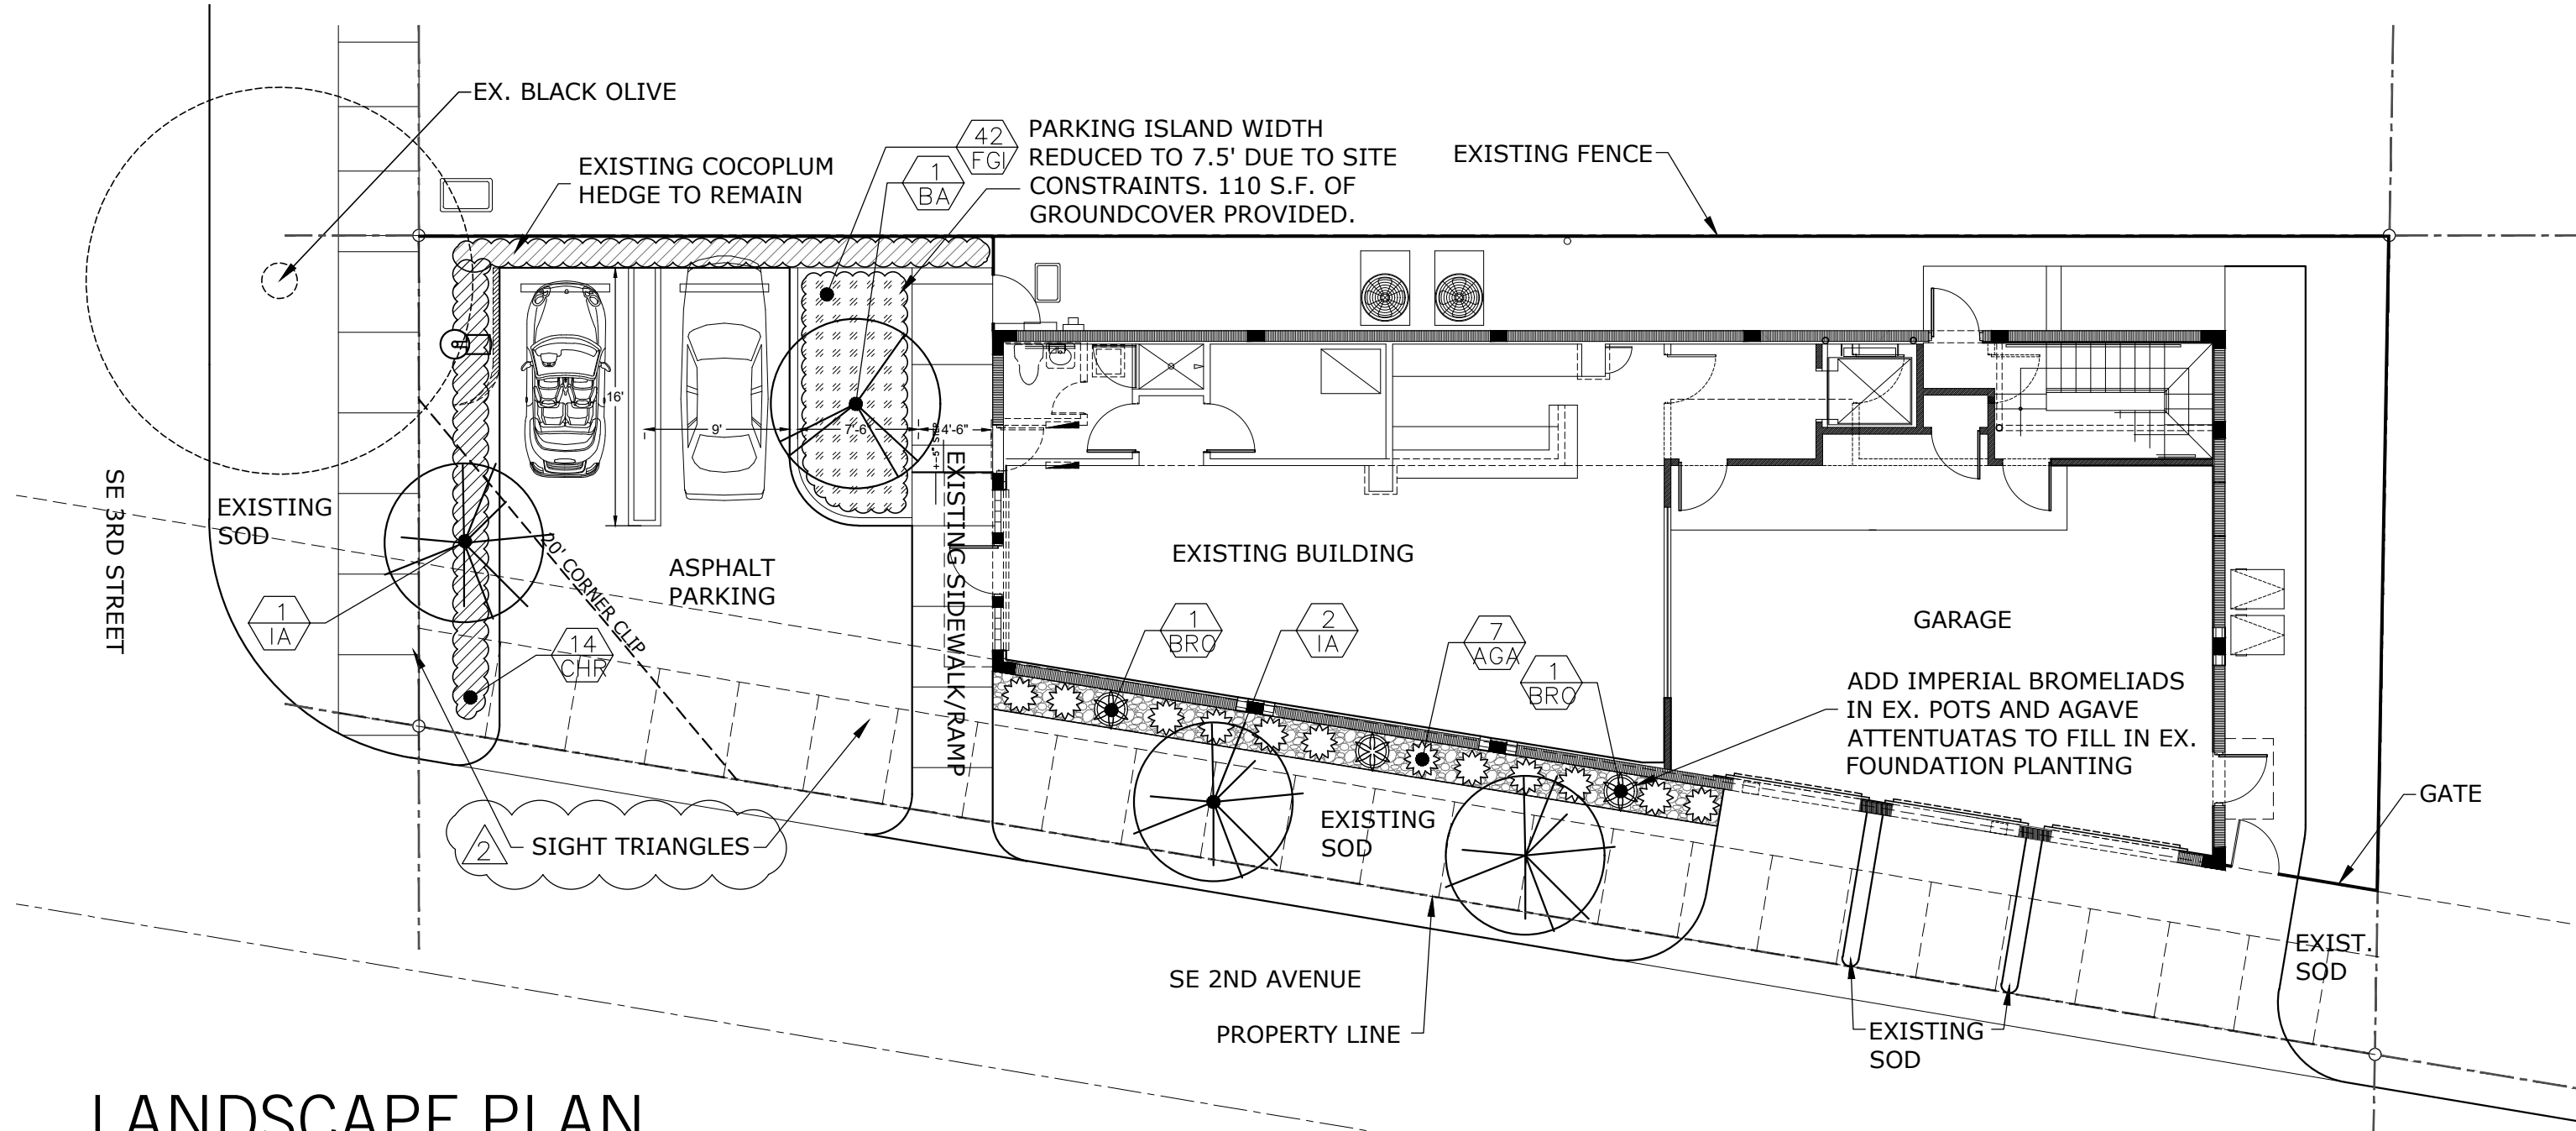 EX. BLACK OLIVE
EXISTING COCOPLUM
HEDGE TO REMAIN
42
FGI
1
BA
PARKING ISLAND WIDTH
REDUCED TO 7.5' DUE TO SITE
CONSTRAINTS. 110 S.F. OF
GROUNDCOVER PROVIDED.
EXISTING FENCE
16'
9'
7'-6
4'-6"
SE 3RD STREET
EXISTING
SOD
1
IA
20' CORNER CLIP
14
CHR
ASPHALT
PARKING
EXISTING SIDEWALK/RAMP
EXISTING BUILDING
1
BRO
2
IA
7
AGA
1
BRO
GARAGE
ADD IMPERIAL BROMELIADS
IN EX. POTS AND AGAVE
ATTENTUATAS TO FILL IN EX.
FOUNDATION PLANTING
GATE
2
SIGHT TRIANGLES
EXISTING
SOD
SE 2ND AVENUE
PROPERTY LINE
EXISTING
SOD
EXIST.
SOD
LANDSCAPE PLAN